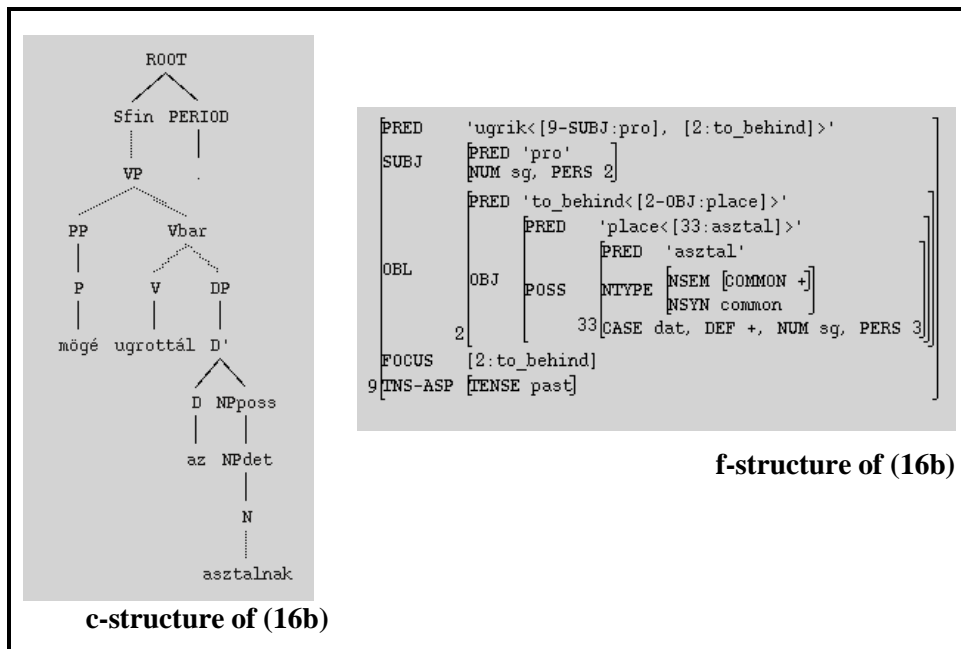 ROOT
Sfin PERIOD
VP .
PP Vbar
P V DP
mögé ugrottál D'
D NPposs
az NPdet
N
asztalnak
c-structure of (16b)
PRED 'ugrik<[9-SUBJ:pro], [2:to_behind]>'
SUBJ [PRED 'pro'
NUM sg, PERS 2]
OBL 2[PRED 'to_behind<[2-OBJ:place]>'
OBJ [PRED 'place<[33:asztal]>'
POSS 33[PRED 'asztal'
NTYPE [NSEM [COMMON +]
NSYN common]
CASE dat, DEF +, NUM sg, PERS 3]]]
FOCUS [2:to_behind]
9 TNS-ASP [TENSE past]
f-structure of (16b)